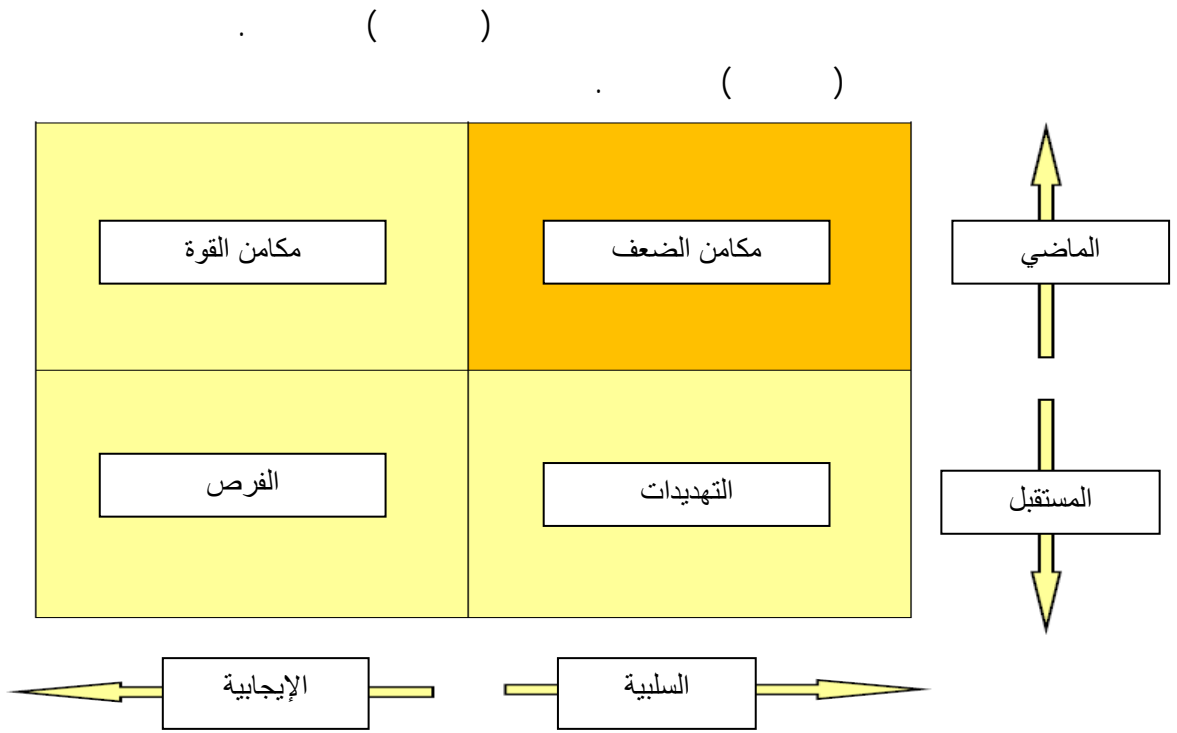 ( ) .
( ) .
الماضي
مكامن الضعف
مكامن القوة
المستقبل
التهديدات
الفرص
السلبية
الإيجابية